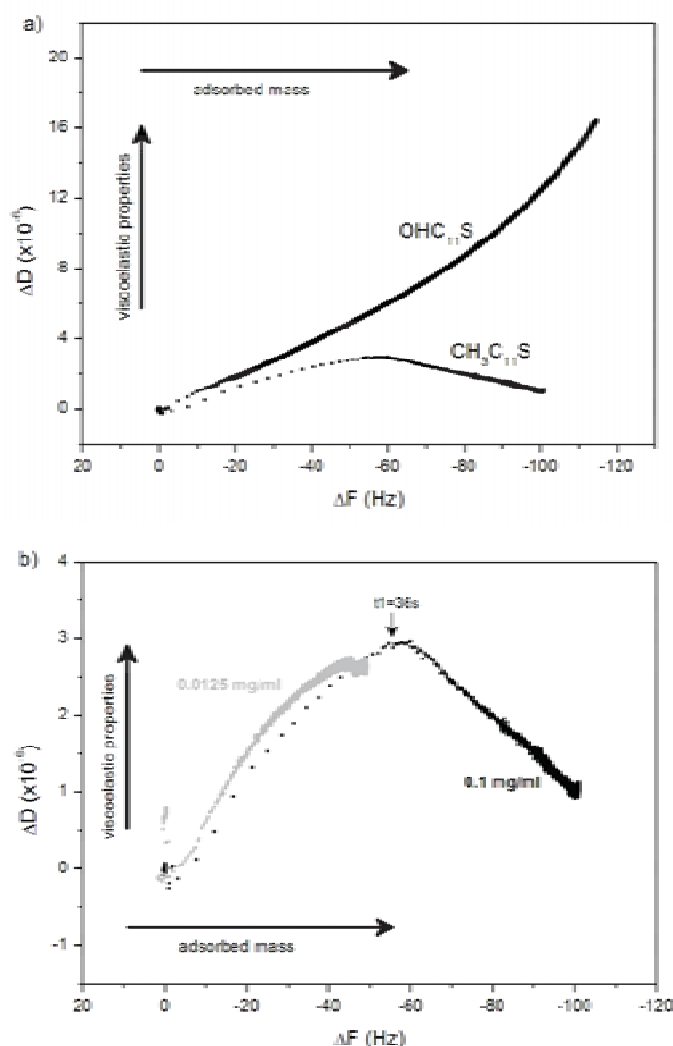 a)
20
16
12
8
4
0
ΔD (x10⁻⁶)
viscoelastic properties
adsorbed mass
OHC₁₁S
CH₃C₁₁S
20 0 -20 -40 -60 -80 -100 -120
ΔF (Hz)
b)
4
3
2
1
0
-1
ΔD (x10⁻⁶)
viscoelastic properties
0.0125 mg/ml
0.1 mg/ml
adsorbed mass
20 0 -20 -40 -60 -80 -100 -120
ΔF (Hz)